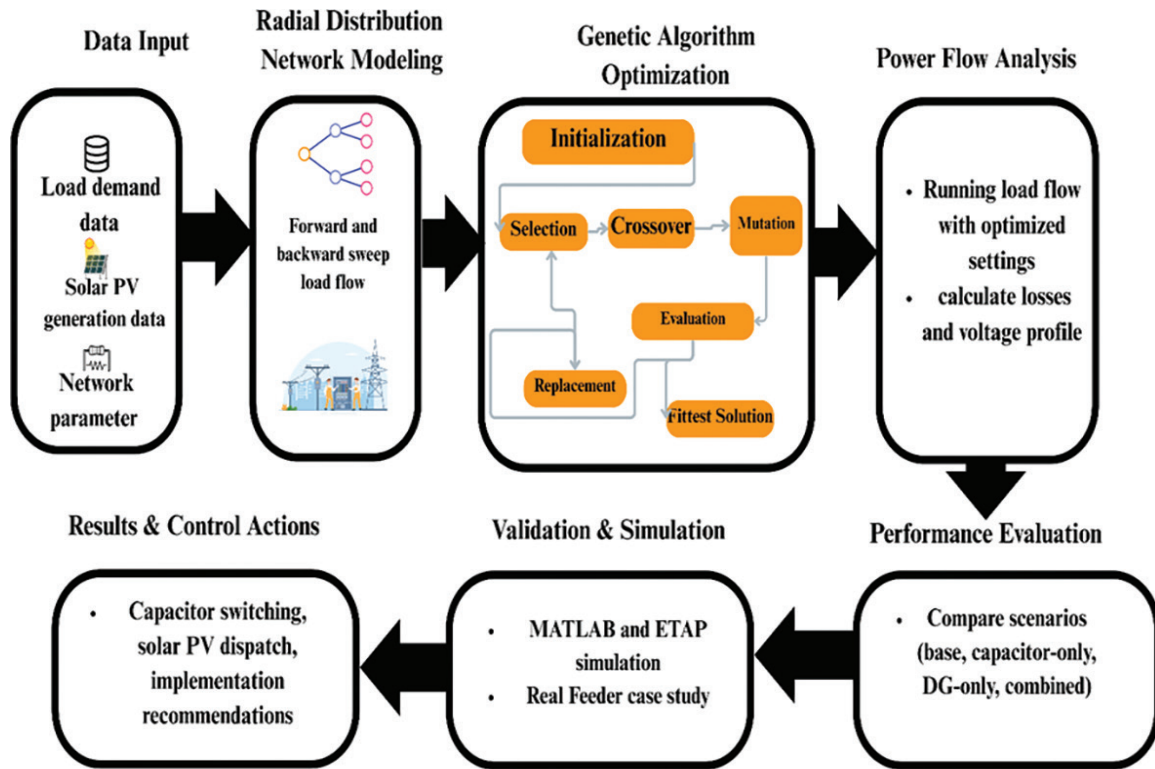 Data Input
Load demand
data
Solar PV
generation data
Network
parameter
Radial Distribution
Network Modeling
Forward and
backward sweep
load flow
Genetic Algorithm
Optimization
Initialization
Selection
Crossover
Mutation
Evaluation
Replacement
Fittest Solution
Power Flow Analysis
• Running load flow
with optimized
settings
• calculate losses
and voltage profile
Performance Evaluation
• Compare scenarios
(base, capacitor-only,
DG-only, combined)
Validation & Simulation
• MATLAB and ETAP
simulation
• Real Feeder case study
Results & Control Actions
• Capacitor switching,
solar PV dispatch,
implementation
recommendations